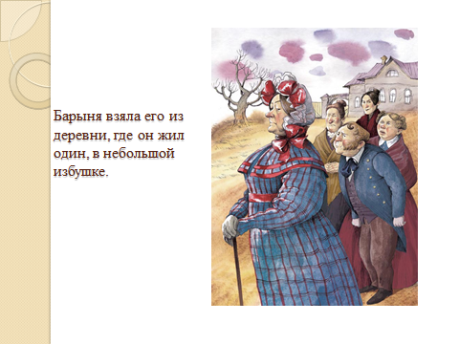 Барыня взяла его из
деревни, где он жил
один, в небольшой
избушке.